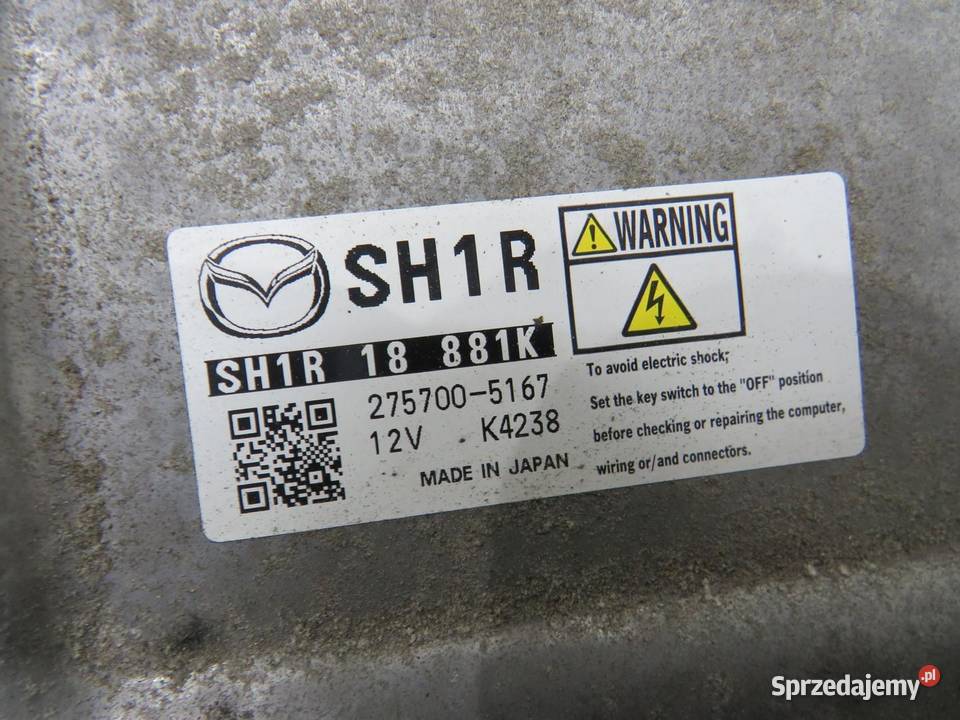 SH1R
SH1R 18 881K
275700-5167
12V K4238
MADE IN JAPAN
WARNING
To avoid electric shock;
Set the key switch to the "OFF" position
before checking or repairing the computer,
wiring or/and connectors.
Sprzedajemy.pl